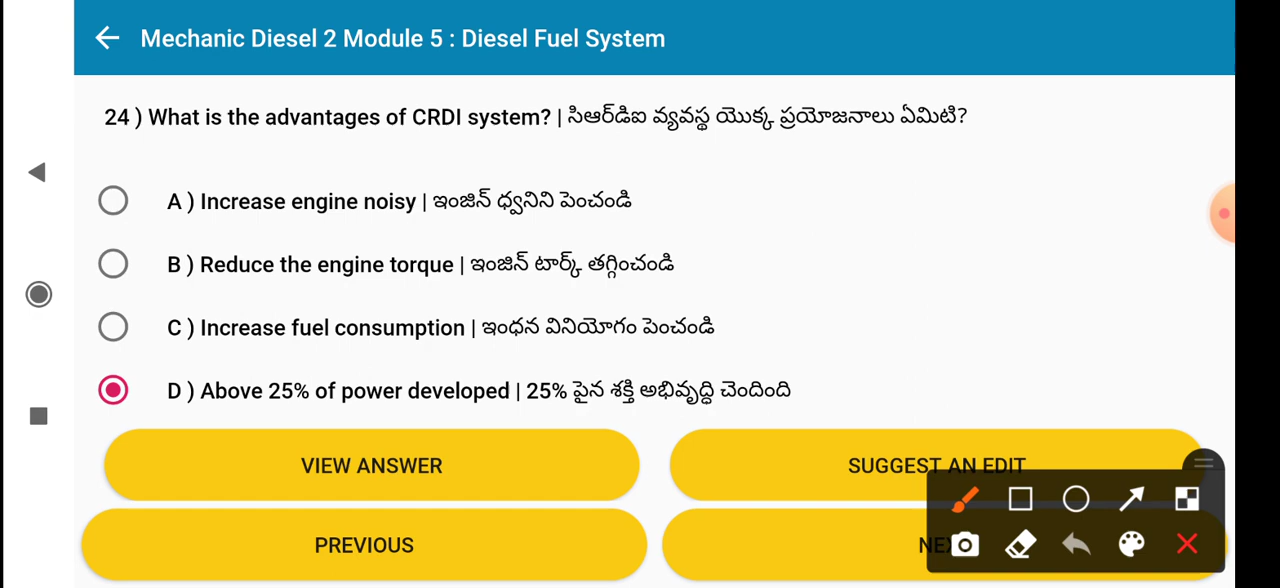 Mechanic Diesel 2 Module 5 : Diesel Fuel System
24 ) What is the advantages of CRDI system? | సిఆర్‌డిఐ వ్యవస్థ యొక్క ప్రయోజనాలు ఏమిటి?
A ) Increase engine noisy | ఇంజిన్ ధ్వనిని పెంచండి
B ) Reduce the engine torque | ఇంజిన్ టార్క్ తగ్గించండి
C ) Increase fuel consumption | ఇంధన వినియోగం పెంచండి
D ) Above 25% of power developed | 25% పైన శక్తి అభివృద్ధి చెందింది
VIEW ANSWER
SUGGEST AN EDIT
PREVIOUS